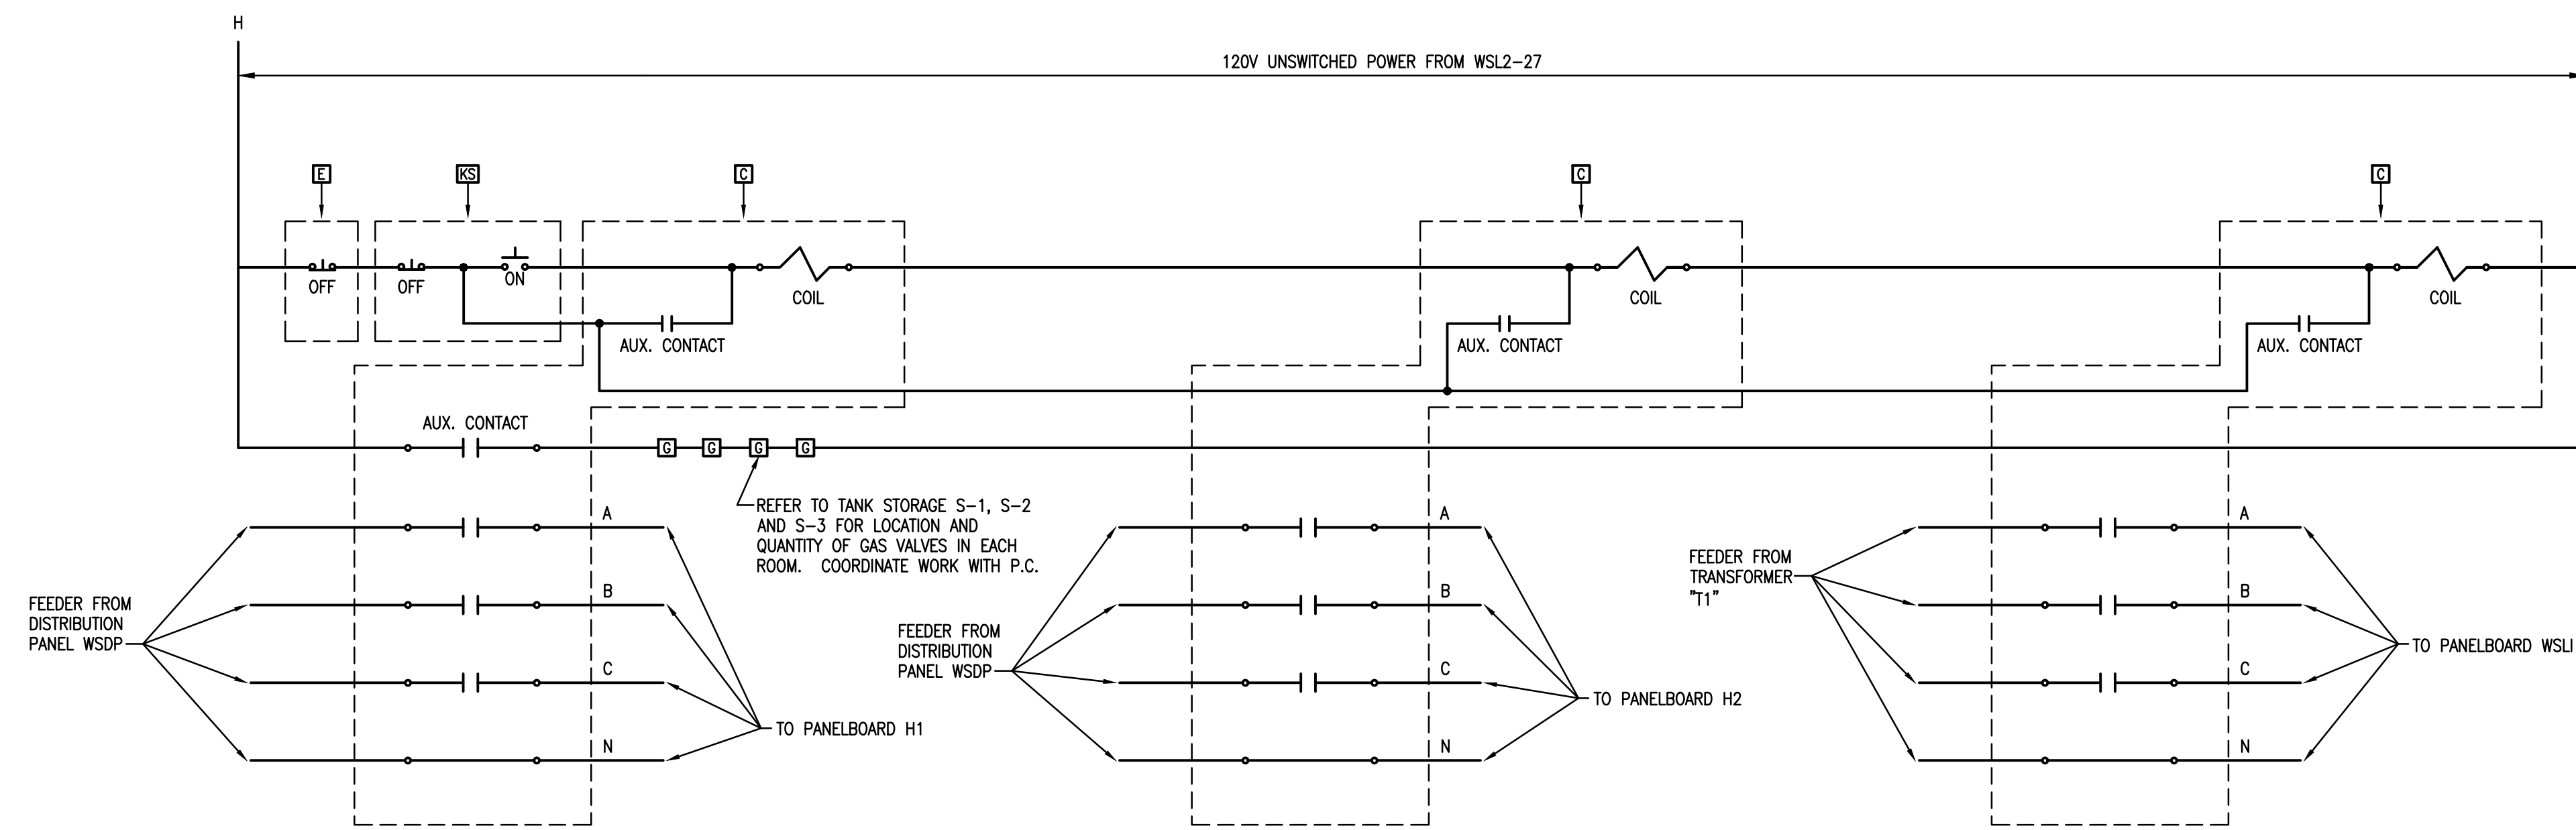 H
120V UNSWITCHED POWER FROM WSL2-27
E
KS
C
C
C
OFF
OFF
ON
COIL
COIL
COIL
AUX. CONTACT
AUX. CONTACT
AUX. CONTACT
AUX. CONTACT
G G G G
REFER TO TANK STORAGE S-1, S-2
AND S-3 FOR LOCATION AND
QUANTITY OF GAS VALVES IN EACH
ROOM. COORDINATE WORK WITH P.C.
FEEDER FROM
DISTRIBUTION
PANEL WSDP
A
B
C
N
TO PANELBOARD H1
FEEDER FROM
DISTRIBUTION
PANEL WSDP
A
B
C
N
TO PANELBOARD H2
FEEDER FROM
TRANSFORMER
"T1"
A
B
C
N
TO PANELBOARD